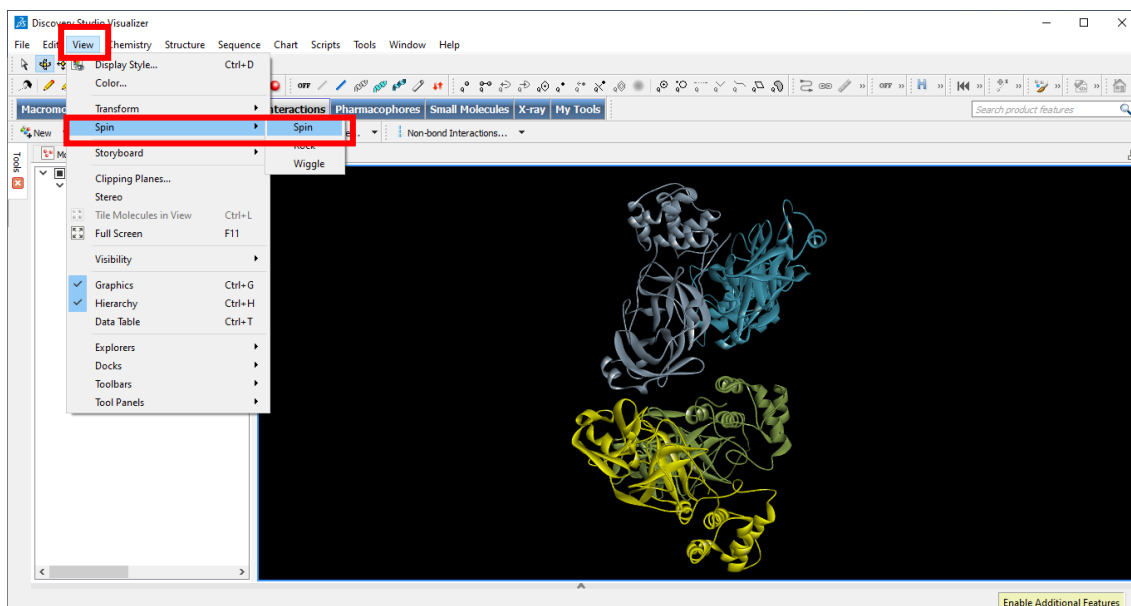 Discovery Studio Visualizer
File Edit View Chemistry Structure Sequence Chart Scripts Tools Window Help
Display Style... Ctrl+D
Color...
OFF OFF
Transform
Interactions Pharmacophores Small Molecules X-ray My Tools
Search product features
New
Spin
Spin
Non-bond Interactions...
Rock
Tools
Storyboard
Wiggle
Clipping Planes...
Stereo
Tile Molecules in View Ctrl+L
Full Screen F11
Visibility
Graphics Ctrl+G
Hierarchy Ctrl+H
Data Table Ctrl+T
Explorers
Docks
Toolbars
Tool Panels
Enable Additional Features